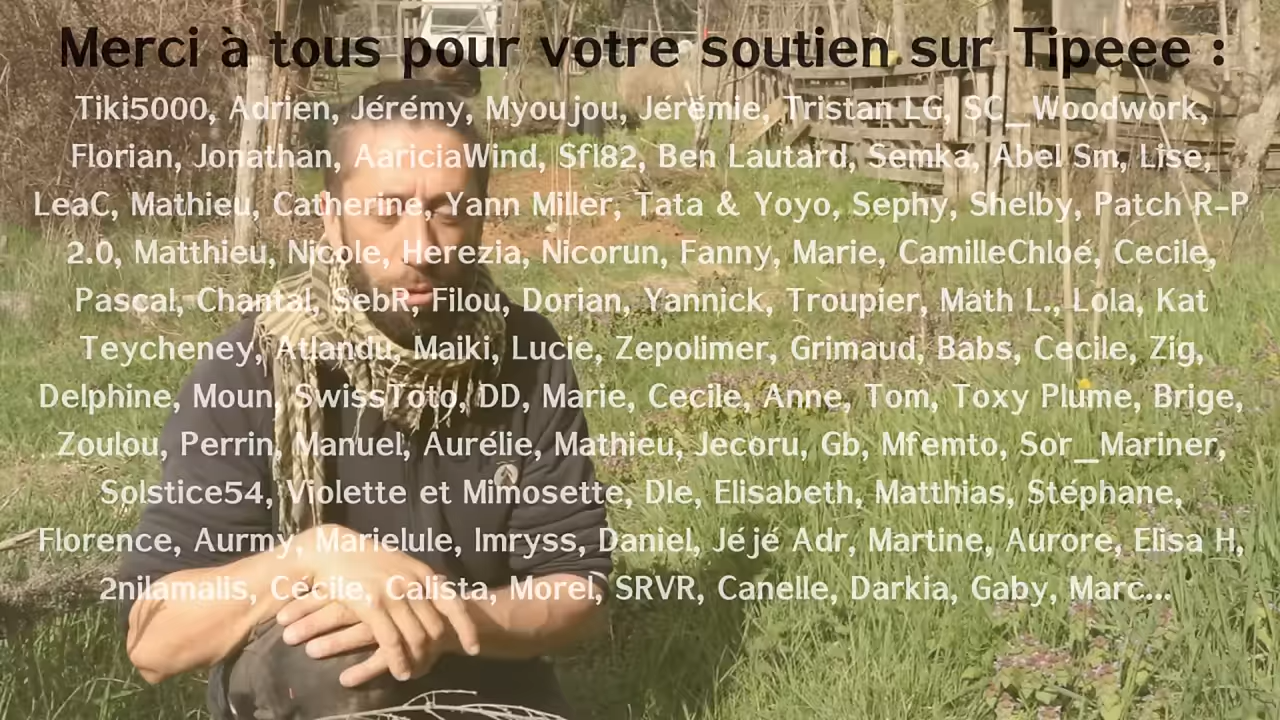 Merci à tous pour votre soutien sur Tipeee :
Tiki5000, Adrien, Jérémy, Myoujou, Jérémie, Tristan LG, SC_Woodwork,
Florian, Jonathan, AariciaWind, Sfl82, Ben Lautard, Semka, Abel Sm, Lise,
LeaC, Mathieu, Catherine, Yann Miller, Tata & Yoyo, Sephy, Shelby, Patch R-P
2.0, Matthieu, Nicole, Herezia, Nicorun, Fanny, Marie, CamilleChloé, Cecile,
Pascal, Chantal, SebR, Filou, Dorian, Yannick, Troupier, Math L., Lola, Kat
Teycheney, Atlandu, Maiki, Lucie, Zepolimer, Grimaud, Babs, Cecile, Zig,
Delphine, Moun, SwissToto, DD, Marie, Cecile, Anne, Tom, Toxy Plume, Brige,
Zoulou, Perrin, Manuel, Aurélie, Mathieu, Jecoru, Gb, Mfemto, Sor_Mariner,
Solstice54, Violette et Mimosette, Dle, Elisabeth, Matthias, Stéphane,
Florence, Aurmy, Marielule, Imryss, Daniel, Jéjé Adr, Martine, Aurore, Elisa H,
2nilamalis, Cécile, Calista, Morel, SRVR, Canelle, Darkia, Gaby, Marc...